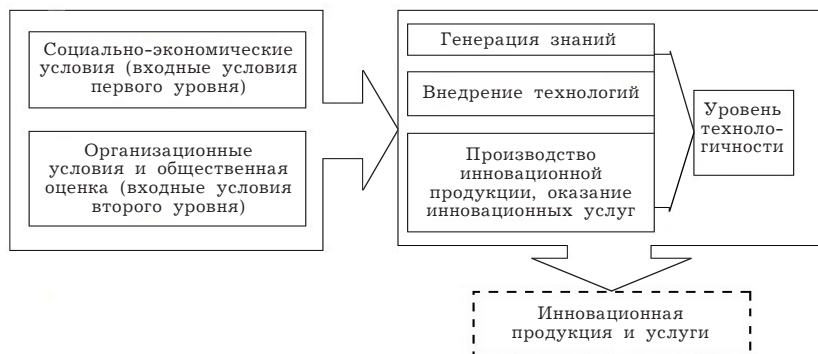 Социально-экономические
условия (входные условия
первого уровня)
Организационные
условия и общественная
оценка (входные условия
второго уровня)
Генерация знаний
Внедрение технологий
Производство
инновационной
продукции, оказание
инновационных услуг
Уровень
техноло-
гичности
Инновационная
продукция и услуги